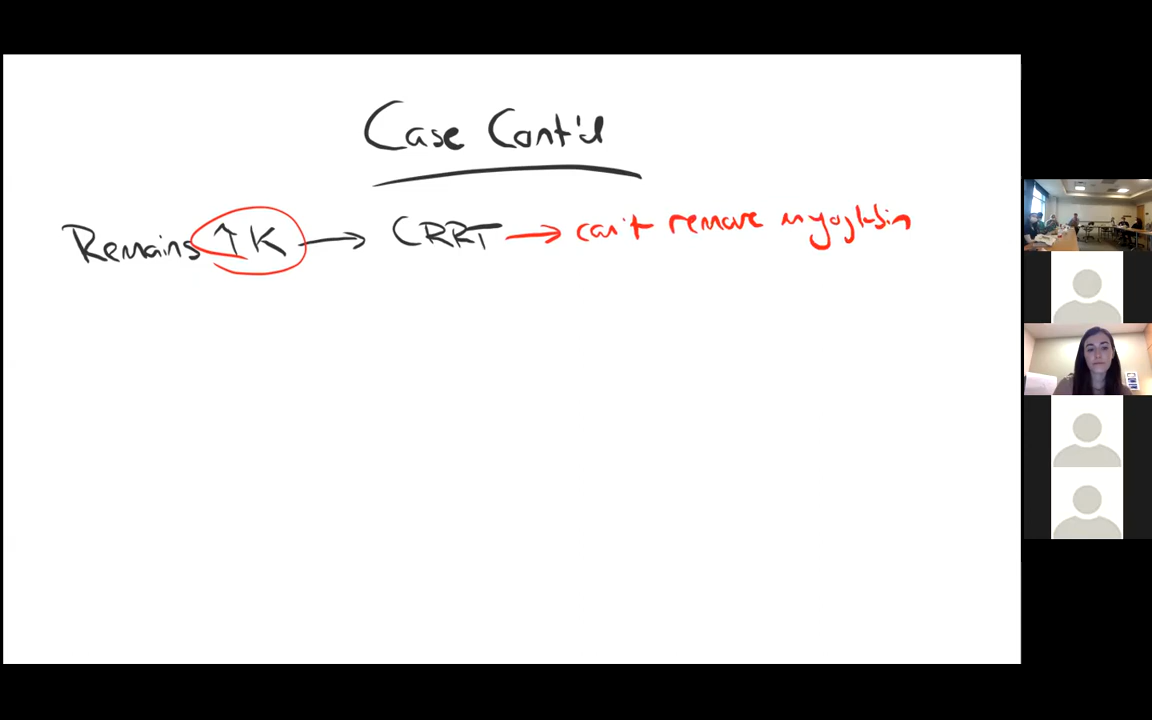 Case Cont'd
Remains ↑K → CRRT → can't remove myoglobin